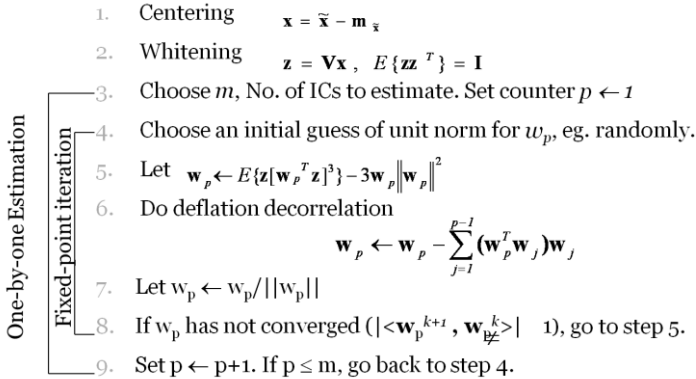 1. Centering x = x̃ − m x̃
2. Whitening z = Vx , E{zz^T} = I
3. Choose m, No. of ICs to estimate. Set counter p ← 1
4. Choose an initial guess of unit norm for w_p, eg. randomly.
5. Let w_p ← E{z[w_p^T z]^3} − 3w_p ||w_p||^2
6. Do deflation decorrelation
w_p ← w_p − ∑_{j=1}^{p−1} (w_p^T w_j)w_j
7. Let w_p ← w_p/||w_p||
8. If w_p has not converged (|<w_p^{k+1} , w_p^k>| ≠ 1), go to step 5.
9. Set p ← p+1. If p ≤ m, go back to step 4.
One-by-one Estimation
Fixed-point iteration